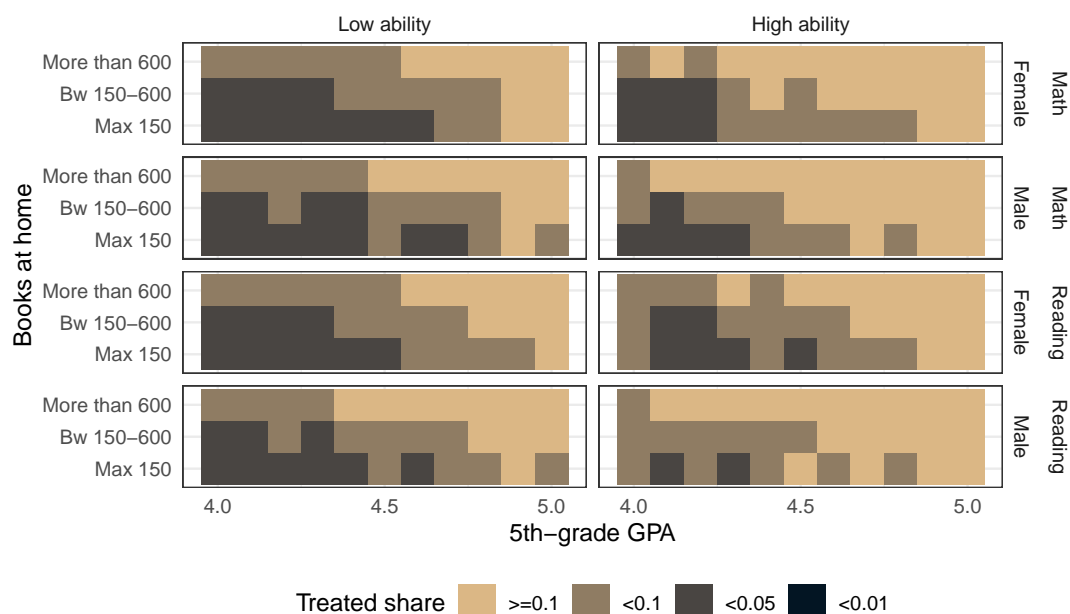 Low ability
High ability
Books at home
More than 600
Bw 150−600
Max 150
Female
Math
More than 600
Bw 150−600
Max 150
Male
Math
More than 600
Bw 150−600
Max 150
Female
Reading
More than 600
Bw 150−600
Max 150
Male
Reading
4.0 4.5 5.0 4.0 4.5 5.0
5th−grade GPA
Treated share >=0.1 <0.1 <0.05 <0.01